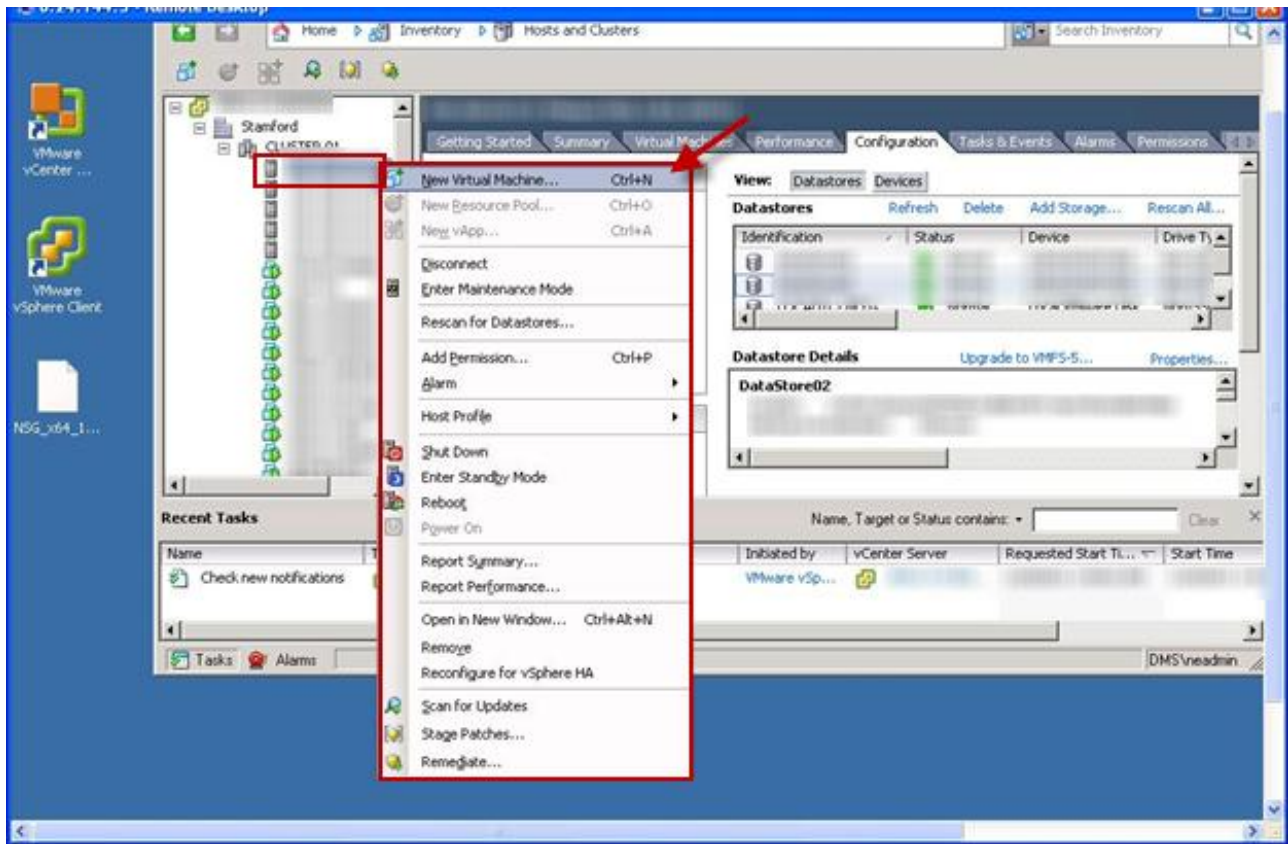 Remote Desktop
Home Inventory Hosts and Clusters
Search Inventory
VMware vCenter ...
VMware vSphere Client
NSG_x64_1...
Stamford
CLUSTER 01
Getting Started Summary Virtual Machines Performance Configuration Tasks & Events Alarms Permissions
New Virtual Machine... Ctrl+N
New Resource Pool... Ctrl+O
New vApp... Ctrl+A
Disconnect
Enter Maintenance Mode
Rescan for Datastores...
Add Permission... Ctrl+P
Alarm
Host Profile
Shut Down
Enter Standby Mode
Reboot
Power On
Report Summary...
Report Performance...
Open in New Window... Ctrl+Alt+N
Remove
Reconfigure for vSphere HA
Scan for Updates
Stage Patches...
Remediate...
View: Datastores Devices
Datastores Refresh Delete Add Storage... Rescan All...
Identification Status Device Drive Ty
Datastore Details Upgrade to VMFS-5... Properties...
DataStore02
Recent Tasks
Name, Target or Status contains: Clear
Name Initiated by vCenter Server Requested Start Ti... Start Time
Check new notifications VMware vSp...
Tasks Alarms
DMS\neadmin